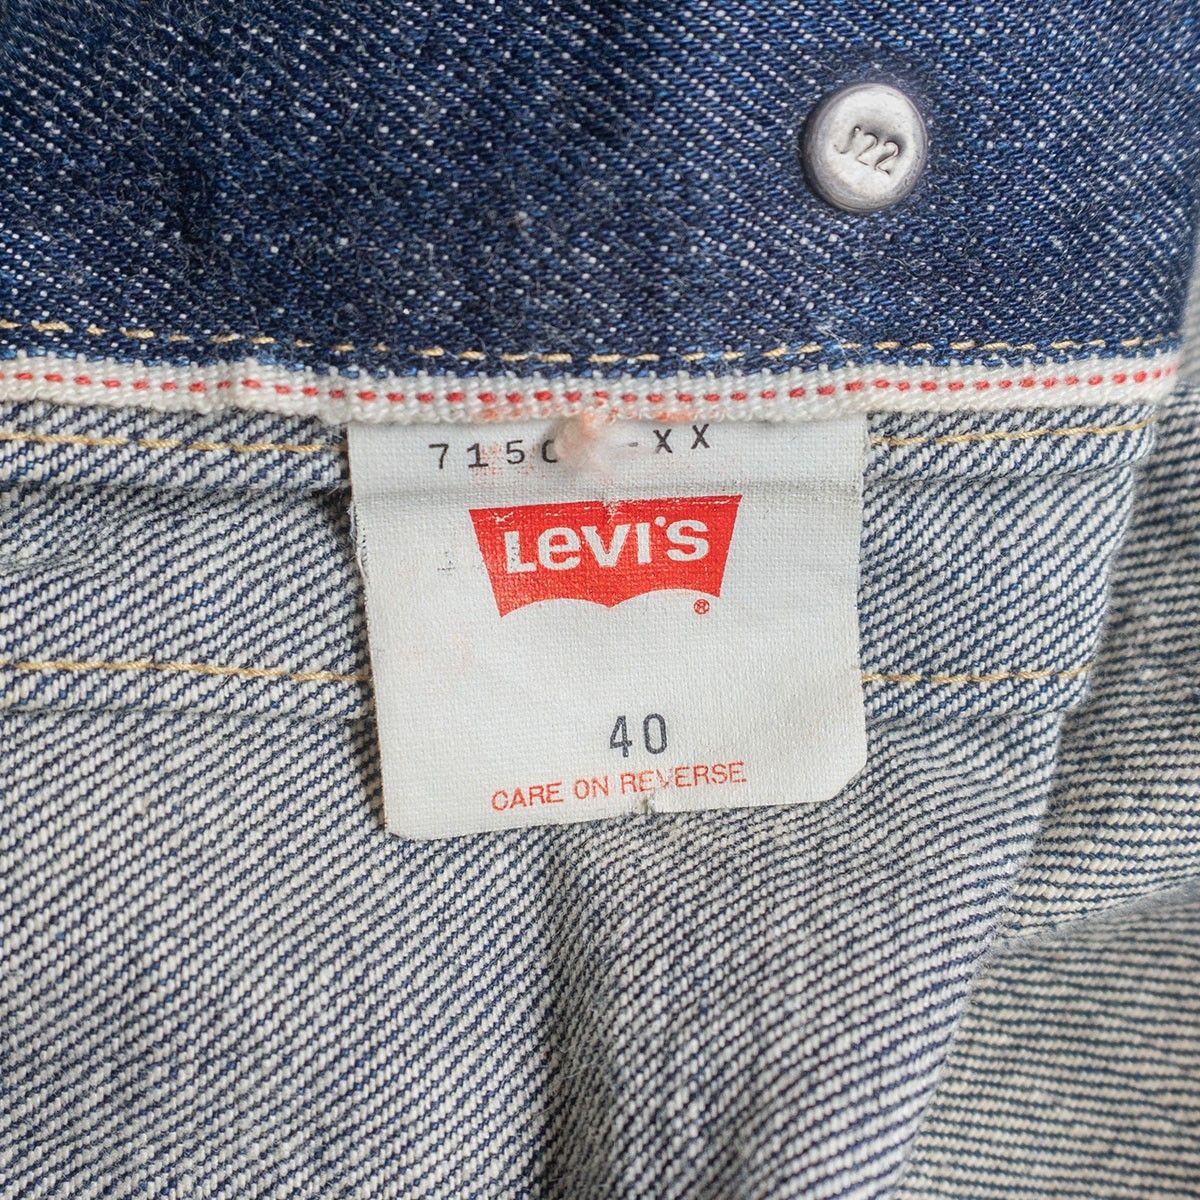 J22
7150 -XX
LeVI'S
®
40
CARE ON REVERSE